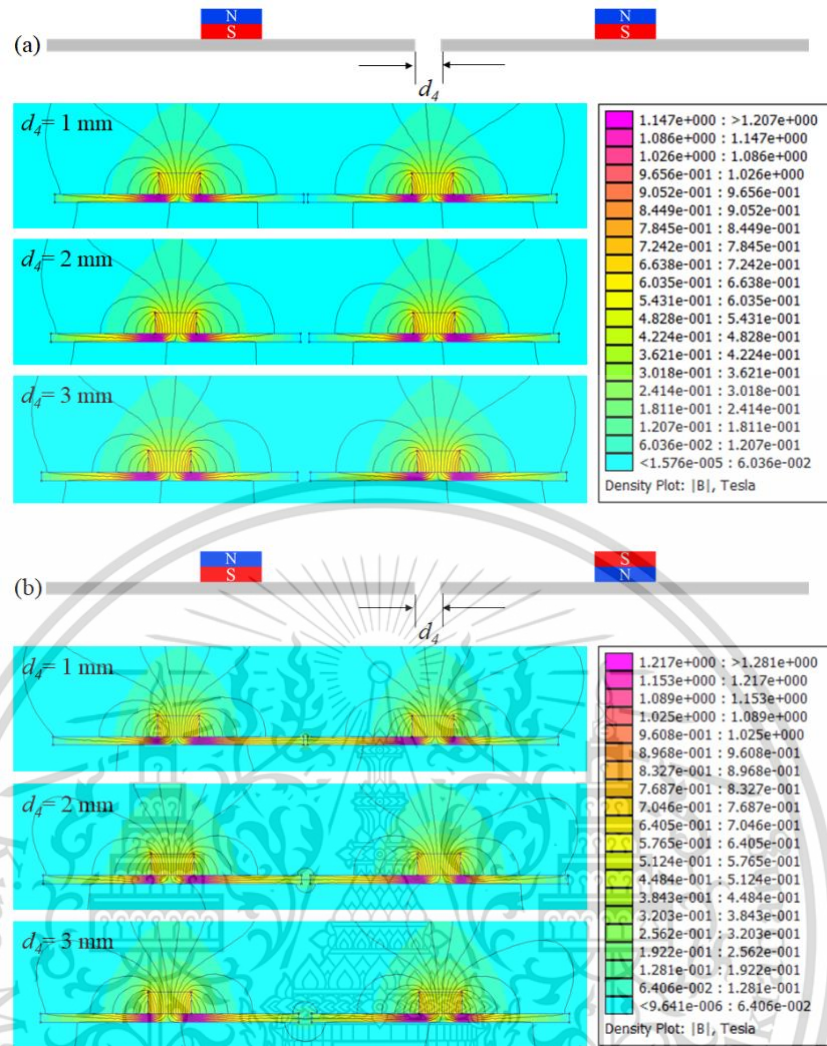 N
S
N
S
(a)
d4
d4= 1 mm
d4= 2 mm
d4= 3 mm
1.147e+000 : >1.207e+000
1.086e+000 : 1.147e+000
1.026e+000 : 1.086e+000
9.656e-001 : 1.026e+000
9.052e-001 : 9.656e-001
8.449e-001 : 9.052e-001
7.845e-001 : 8.449e-001
7.242e-001 : 7.845e-001
6.638e-001 : 7.242e-001
6.035e-001 : 6.638e-001
5.431e-001 : 6.035e-001
4.828e-001 : 5.431e-001
4.224e-001 : 4.828e-001
3.621e-001 : 4.224e-001
3.018e-001 : 3.621e-001
2.414e-001 : 3.018e-001
1.811e-001 : 2.414e-001
1.207e-001 : 1.811e-001
6.036e-002 : 1.207e-001
<1.576e-005 : 6.036e-002
Density Plot: |B|, Tesla
N
S
S
N
(b)
d4
d4= 1 mm
d4= 2 mm
d4= 3 mm
1.217e+000 : >1.281e+000
1.153e+000 : 1.217e+000
1.089e+000 : 1.153e+000
1.025e+000 : 1.089e+000
9.608e-001 : 1.025e+000
8.968e-001 : 9.608e-001
8.327e-001 : 8.968e-001
7.687e-001 : 8.327e-001
7.046e-001 : 7.687e-001
6.405e-001 : 7.046e-001
5.765e-001 : 6.405e-001
5.124e-001 : 5.765e-001
4.484e-001 : 5.124e-001
3.843e-001 : 4.484e-001
3.203e-001 : 3.843e-001
2.562e-001 : 3.203e-001
1.922e-001 : 2.562e-001
1.281e-001 : 1.922e-001
6.406e-002 : 1.281e-001
<9.641e-006 : 6.406e-002
Density Plot: |B|, Tesla